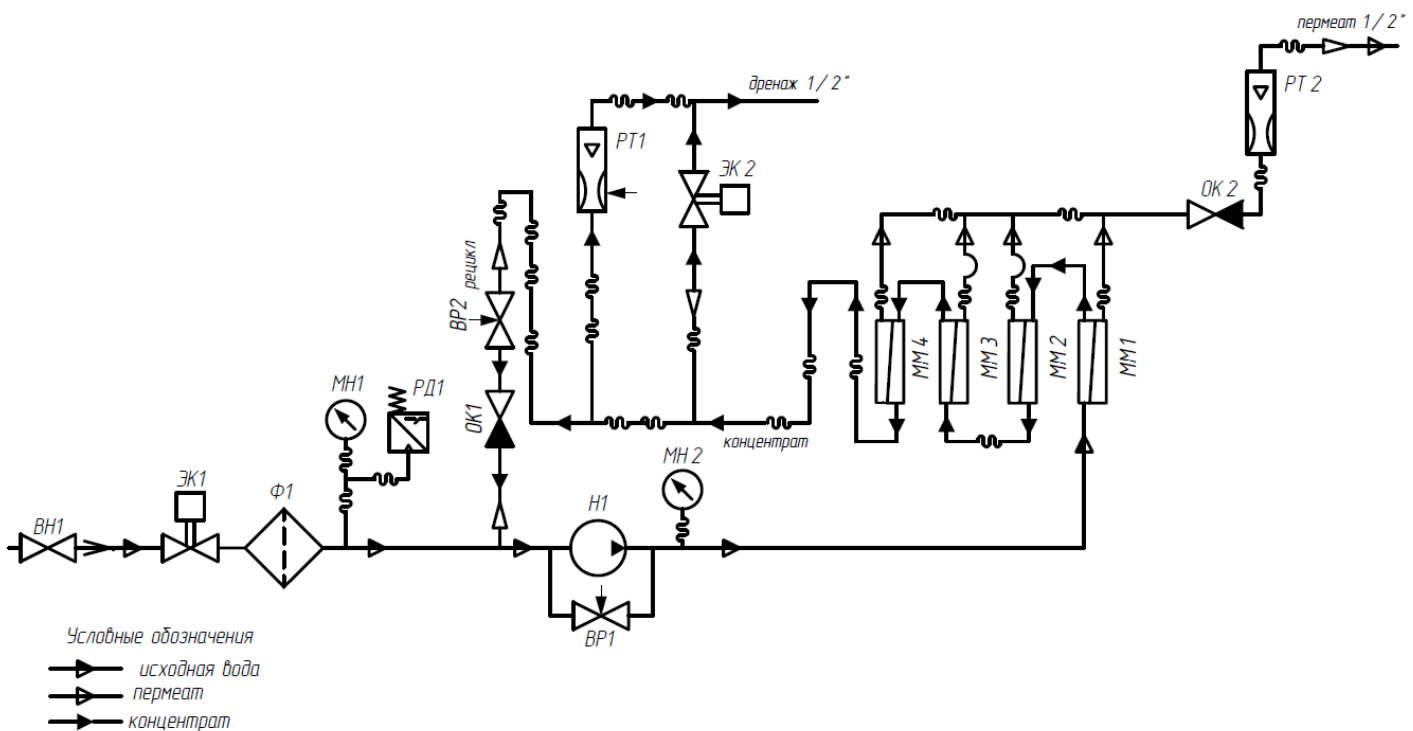 пермеат 1/2"
РТ 2
дренаж 1/2"
РТ1
ЭК 2
ОК 2
рецикл
ВР2
ММ 4
ММ 3
ММ 2
ММ1
МН1
РД1
ОК1
концентрат
МН 2
ЭК1
Ф1
Н1
ВН1
ВР1
Условные обозначения
исходная вода
пермеат
концентрат